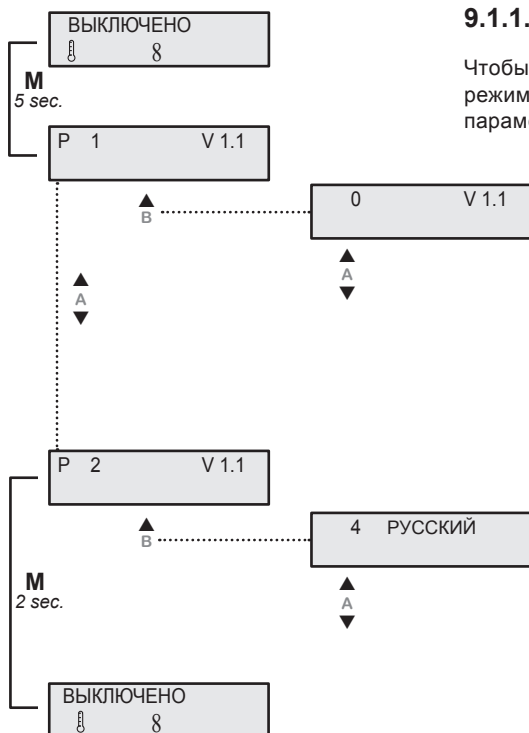 ВЫКЛЮЧЕНО
8
M
5 sec.
P 1 V 1.1
B
0 V 1.1
A
A
P 2 V 1.1
B
4 РУССКИЙ
A
M
2 sec.
ВЫКЛЮЧЕНО
8
9.1.1.
Чтобы
режим